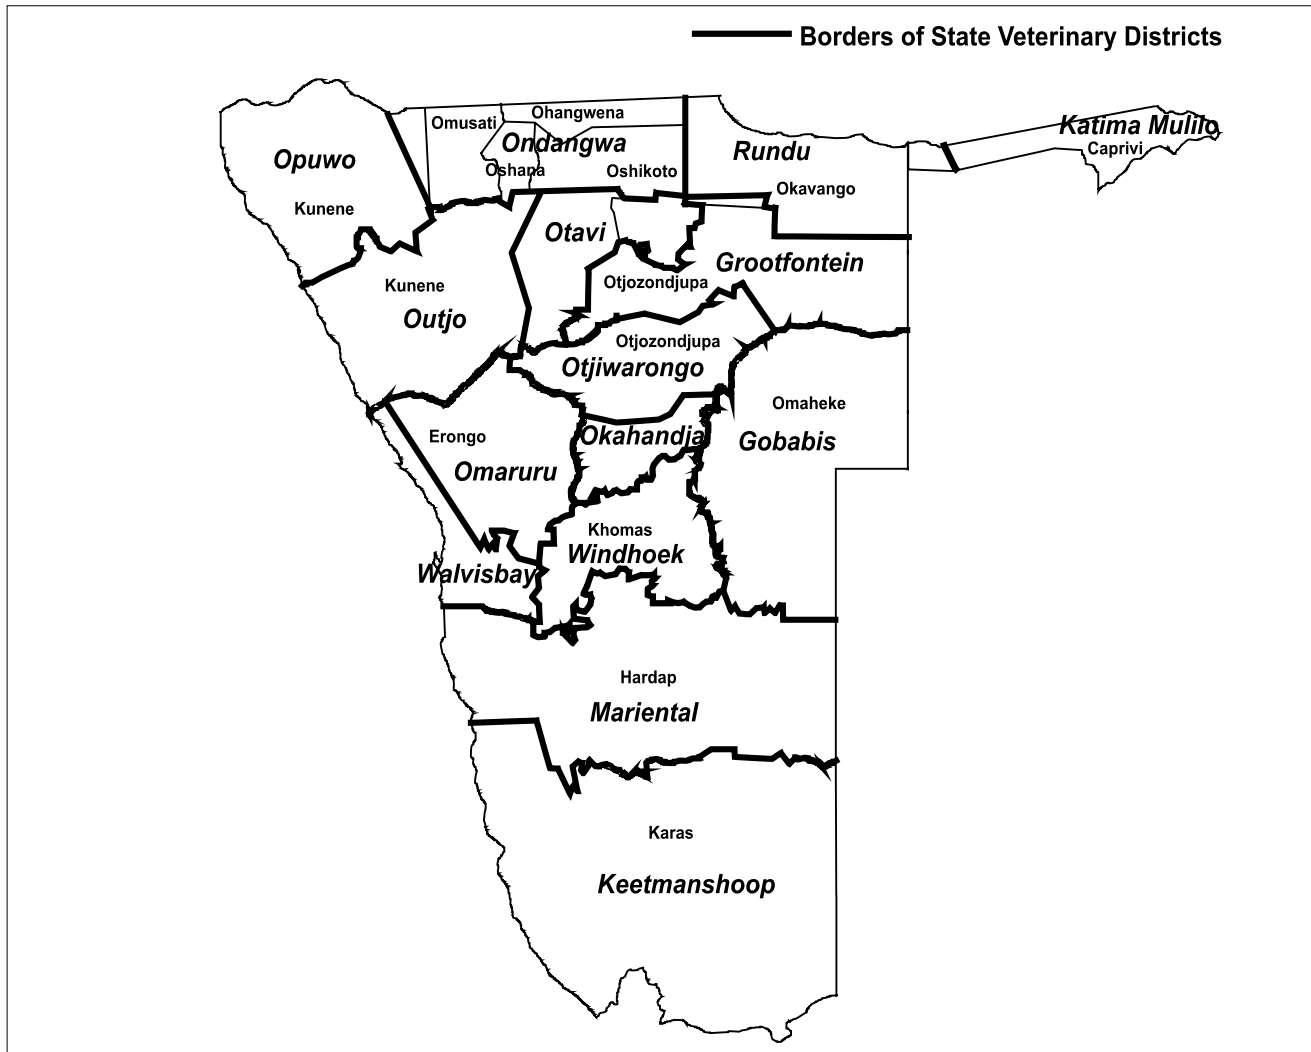 Borders of State Veterinary Districts
Ohangwena
Omusati
Katima Mulilo
Ondangwa
Rundu
Caprivi
Opuwo
Oshana
Oshikoto
Okavango
Kunene
Otavi
Grootfontein
Otjozondjupa
Kunene
Outjo
Otjozondjupa
Otjiwarongo
Omaheke
Erongo
Okahandja
Gobabis
Omaruru
Khomas
Windhoek
Walvisbay
Hardap
Mariental
Karas
Keetmanshoop